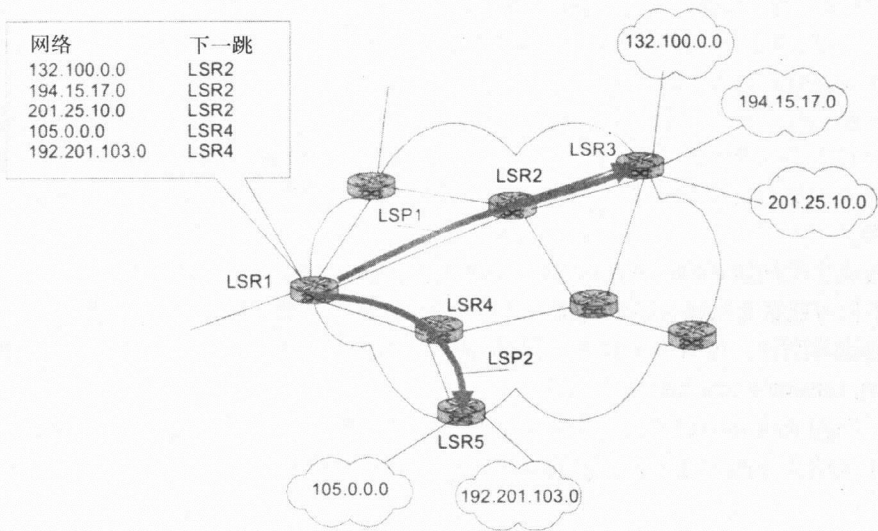 网络 下一跳
132.100.0.0 LSR2
194.15.17.0 LSR2
201.25.10.0 LSR2
105.0.0.0 LSR4
192.201.103.0 LSR4
132.100.0.0
194.15.17.0
LSR3
LSR2
LSP1
201.25.10.0
LSR1
LSR4
LSP2
LSR5
105.0.0.0
192.201.103.0